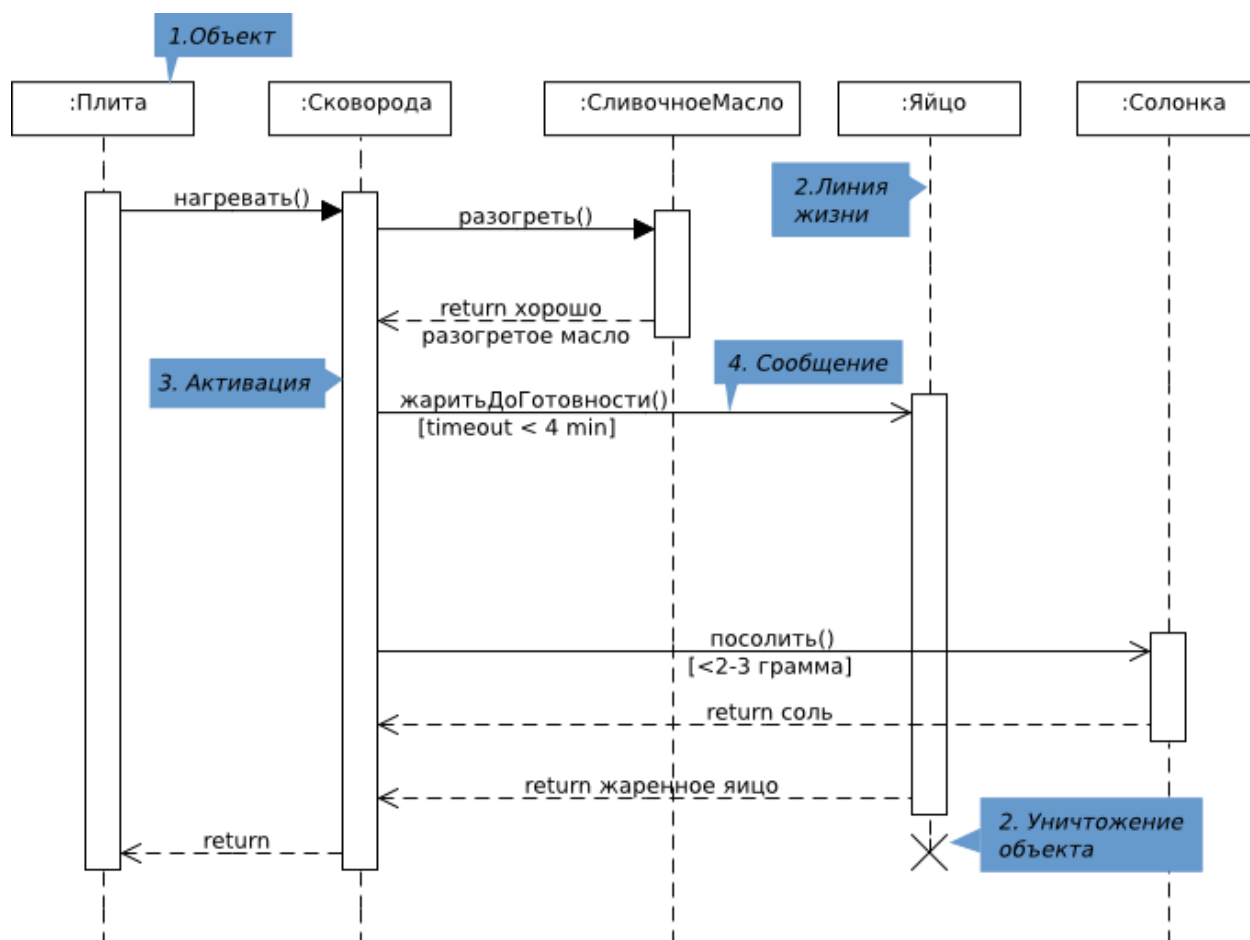 1.Объект
:Плита
:Сковорода
:СливочноеМасло
:Яйцо
:Солонка
2.Линия
жизни
нагревать()
разогреть()
return хорошо
разогретое масло
3. Активация
4. Сообщение
жаритьДоГотовности()
[timeout < 4 min]
посолить()
[<2-3 грамма]
return соль
return жаренное яицо
2. Уничтожение
объекта
return